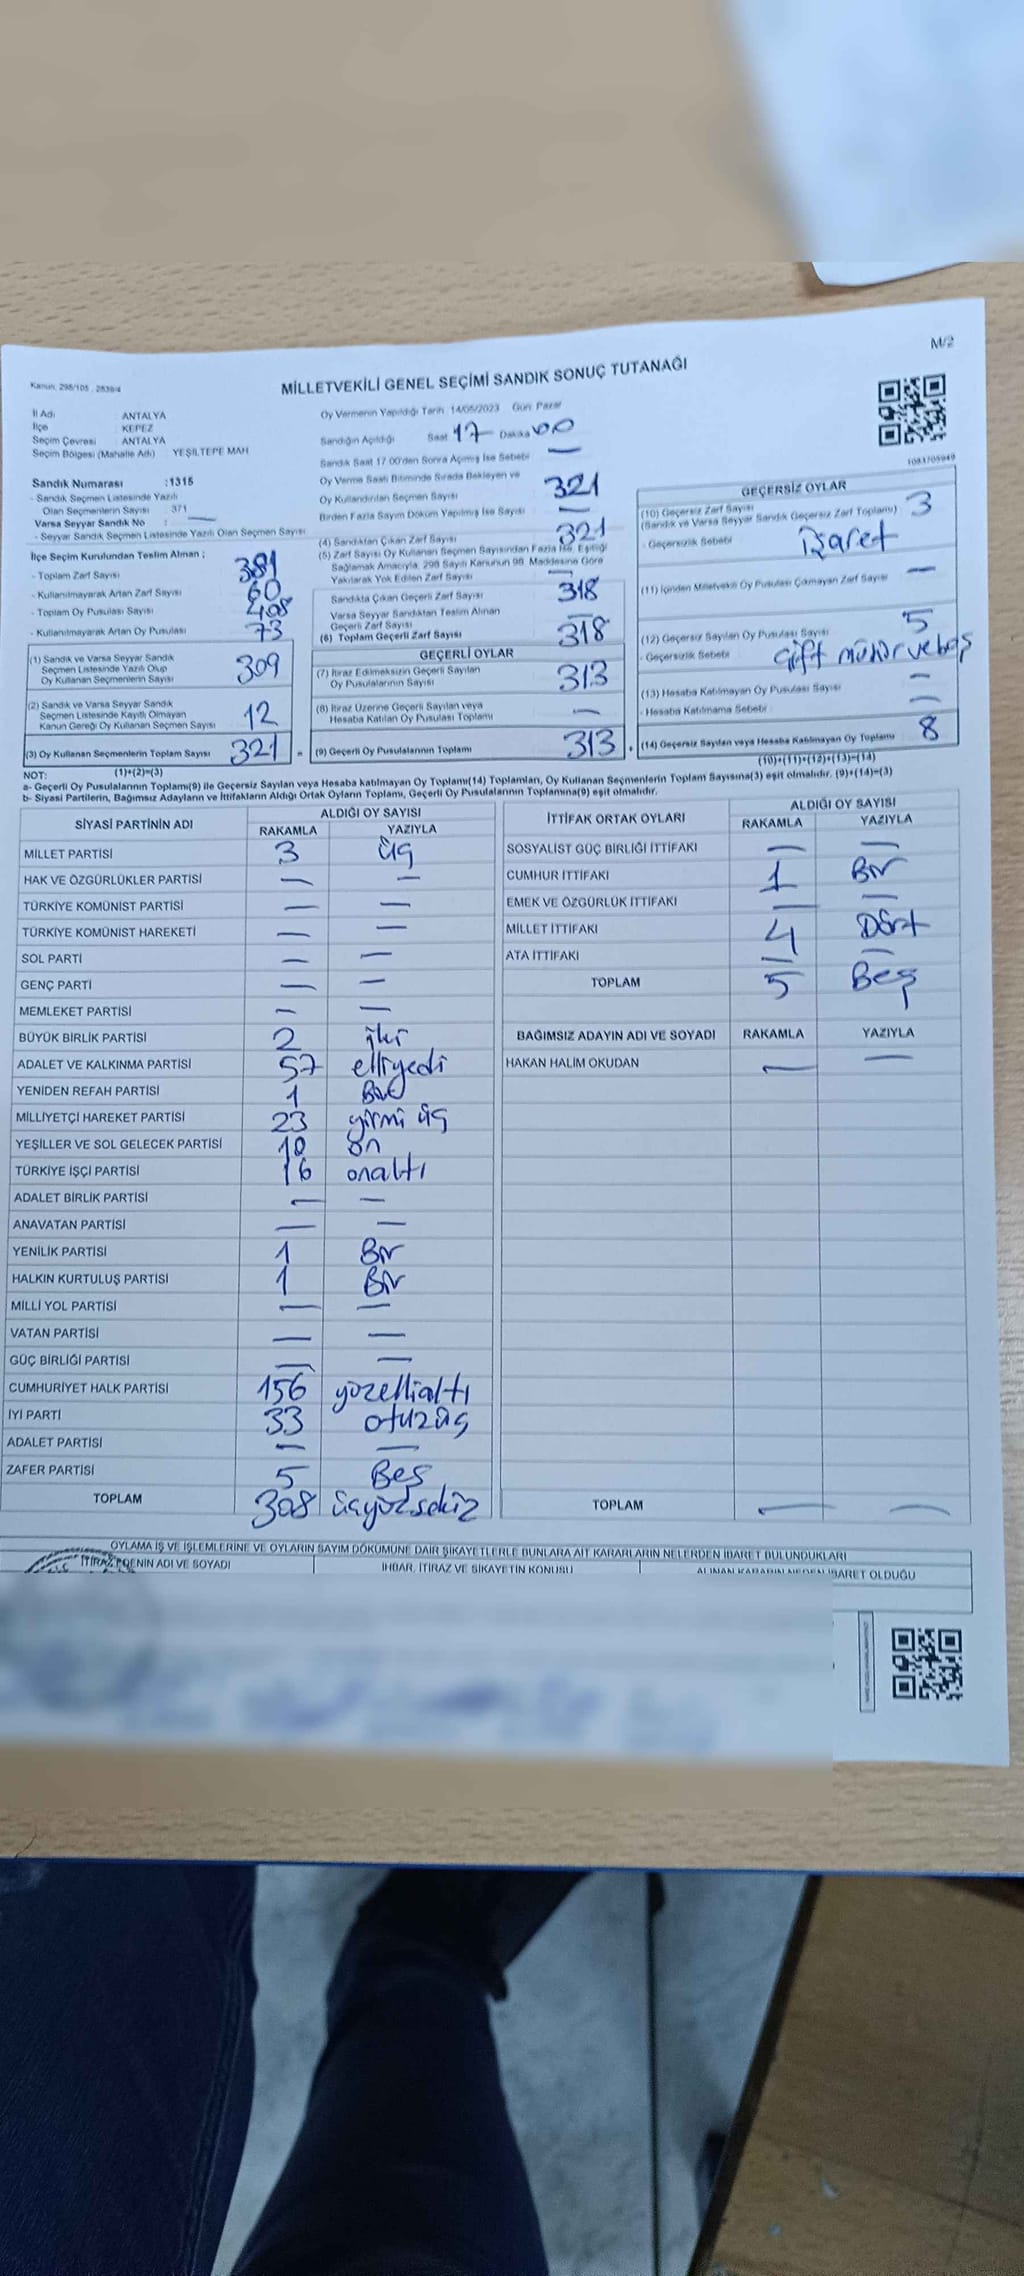 M/2
Kanun, 298/105 , 2839/4
MİLLETVEKİLİ GENEL SEÇİMİ SANDIK SONUÇ TUTANAĞI
İl Adı : ANTALYA
İlçe : KEPEZ
Seçim Çevresi : ANTALYA
Seçim Bölgesi (Mahalle Adı) YEŞİLTEPE MAH
Sandık Numarası :1315
- Sandık Seçmen Listesinde Yazılı
Olan Seçmenlerin Sayısı : 371
Varsa Seyyar Sandık No : —
- Seyyar Sandık Seçmen Listesinde Yazılı Olan Seçmen Sayısı
İlçe Seçim Kurulundan Teslim Alınan ;
- Toplam Zarf Sayısı 381
- Kullanılmayarak Artan Zarf Sayısı 60
- Toplam Oy Pusulası Sayısı 408
- Kullanılmayarak Artan Oy Pusulası 73
(1) Sandık ve Varsa Seyyar Sandık
Seçmen Listesinde Yazılı Olup
Oy Kullanan Seçmenlerin Sayısı 309
(2) Sandık ve Varsa Seyyar Sandık
Seçmen Listesinde Kayıtlı Olmayan
Kanun Gereği Oy Kullanan Seçmen Sayısı 12
(3) Oy Kullanan Seçmenlerin Toplam Sayısı 321 =
(1)+(2)=(3)
Oy Vermenin Yapıldığı Tarih 14/05/2023 Gün Pazar
Sandığın Açıldığı Saat 17 Dakika 00
Sandık Saat 17.00'den Sonra Açılmış İse Sebebi —
Oy Verme Saati Bitiminde Sırada Bekleyen ve
Oy Kullandırılan Seçmen Sayısı 321
Birden Fazla Sayım Döküm Yapılmış İse Sayısı —
(4) Sandıktan Çıkan Zarf Sayısı 321
(5) Zarf Sayısı Oy Kullanan Seçmen Sayısından Fazla İse, Eşitliği
Sağlamak Amacıyla, 298 Sayılı Kanunun 98. Maddesine Göre
Yakılarak Yok Edilen Zarf Sayısı —
Sandıkta Çıkan Geçerli Zarf Sayısı 318
Varsa Seyyar Sandıktan Teslim Alınan
Geçerli Zarf Sayısı —
(6) Toplam Geçerli Zarf Sayısı 318
GEÇERLİ OYLAR
(7) İtiraz Edilmeksizin Geçerli Sayılan
Oy Pusulalarının Sayısı 313
(8) İtiraz Üzerine Geçerli Sayılan veya
Hesaba Katılan Oy Pusulası Toplamı —
(9) Geçerli Oy Pusulalarının Toplamı 313 +
GEÇERSİZ OYLAR
(10) Geçersiz Zarf Sayısı
(Sandık ve Varsa Seyyar Sandık Geçersiz Zarf Toplamı) 3
- Geçersizlik Sebebi işaret
(11) İçinden Milletvekili Oy Pusulası Çıkmayan Zarf Sayısı —
(12) Geçersiz Sayılan Oy Pusulası Sayısı 5
- Geçersizlik Sebebi Çift mühür ve boş
(13) Hesaba Katılmayan Oy Pusulası Sayısı —
- Hesaba Katılmama Sebebi —
(14) Geçersiz Sayılan veya Hesaba Katılmayan Oy Toplamı 8
(10)+(11)+(12)+(13)=(14)
NOT:
a- Geçerli Oy Pusulalarının Toplamı(9) ile Geçersiz Sayılan veya Hesaba katılmayan Oy Toplamı(14) Toplamları, Oy Kullanan Seçmenlerin Toplam Sayısına(3) eşit olmalıdır. (9)+(14)=(3)
b- Siyasi Partilerin, Bağımsız Adayların ve İttifakların Aldığı Ortak Oyların Toplamı, Geçerli Oy Pusulalarının Toplamına(9) eşit olmalıdır.
SİYASİ PARTİNİN ADI ALDIĞI OY SAYISI
RAKAMLA YAZIYLA
MİLLET PARTİSİ 3 üç
HAK VE ÖZGÜRLÜKLER PARTİSİ — —
TÜRKİYE KOMÜNİST PARTİSİ — —
TÜRKİYE KOMÜNİST HAREKETİ — —
SOL PARTİ — —
GENÇ PARTİ — —
MEMLEKET PARTİSİ — —
BÜYÜK BİRLİK PARTİSİ 2 iki
ADALET VE KALKINMA PARTİSİ 57 elliyedi
YENİDEN REFAH PARTİSİ 1 Bir
MİLLİYETÇİ HAREKET PARTİSİ 23 yirmi üç
YEŞİLLER VE SOL GELECEK PARTİSİ 10 on
TÜRKİYE İŞÇİ PARTİSİ 16 onaltı
ADALET BİRLİK PARTİSİ — —
ANAVATAN PARTİSİ — —
YENİLİK PARTİSİ 1 Bir
HALKIN KURTULUŞ PARTİSİ 1 Bir
MİLLİ YOL PARTİSİ — —
VATAN PARTİSİ — —
GÜÇ BİRLİĞİ PARTİSİ — —
CUMHURİYET HALK PARTİSİ 156 yüzellialtı
İYİ PARTİ 33 otuzüç
ADALET PARTİSİ — —
ZAFER PARTİSİ 5 Beş
TOPLAM 308 üçyüzsekiz
İTTİFAK ORTAK OYLARI ALDIĞI OY SAYISI
RAKAMLA YAZIYLA
SOSYALİST GÜÇ BİRLİĞİ İTTİFAKI — —
CUMHUR İTTİFAKI 1 Bir
EMEK VE ÖZGÜRLÜK İTTİFAKI — —
MİLLET İTTİFAKI 4 Dört
ATA İTTİFAKI — —
TOPLAM 5 Beş
BAĞIMSIZ ADAYIN ADI VE SOYADI RAKAMLA YAZIYLA
HAKAN HALİM OKUDAN — —
TOPLAM — —
OYLAMA İŞ VE İŞLEMLERİNE VE OYLARIN SAYIM DÖKÜMÜNE DAİR ŞİKAYETLERLE BUNLARA AİT KARARLARIN NELERDEN İBARET BULUNDUKLARI
İTİRAZ EDENİN ADI VE SOYADI İHBAR, İTİRAZ VE ŞİKAYETİN KONUSU ALINAN KARARIN NEDEN İBARET OLDUĞU